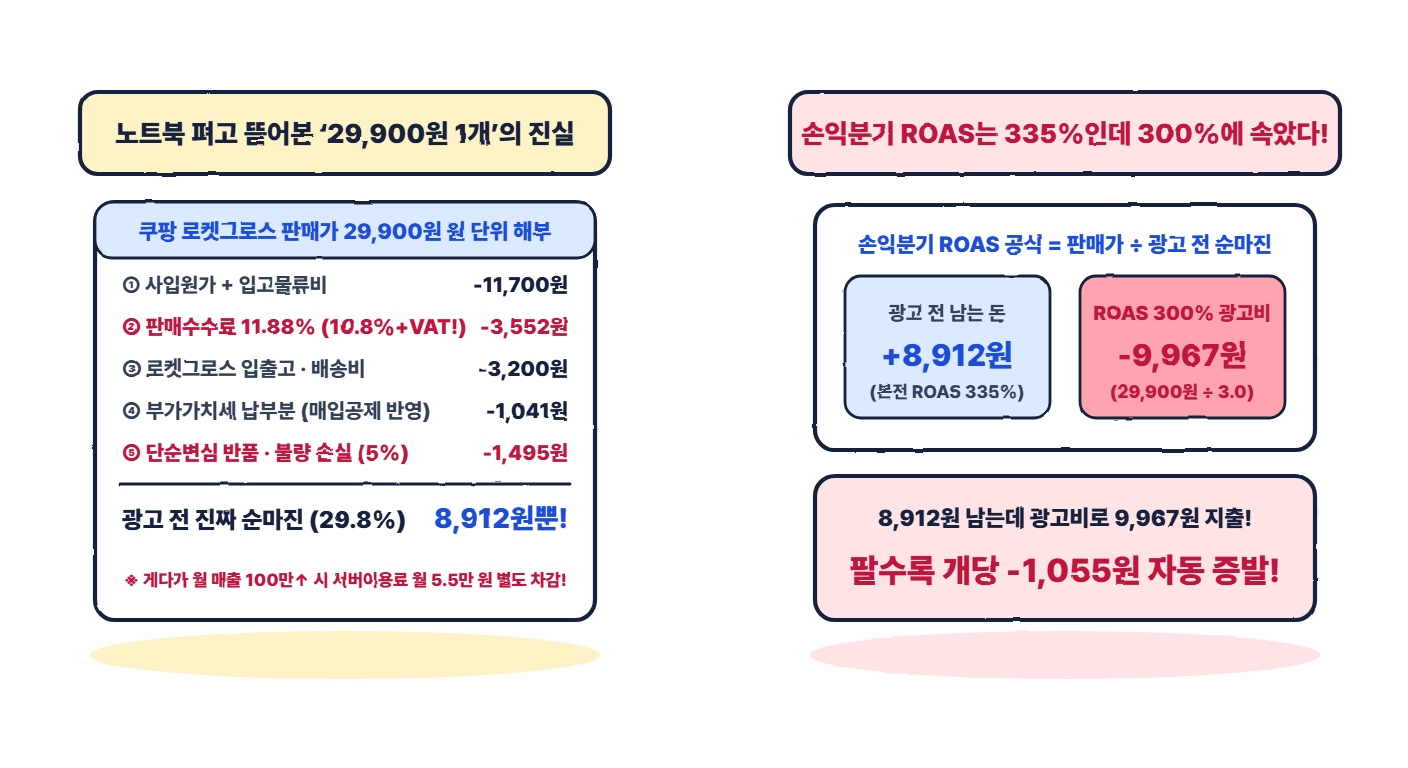 노트북 펴고 뜯어본 ‘29,900원 1개’의 진실
쿠팡 로켓그로스 판매가 29,900원 원 단위 해부
① 사입원가 + 입고물류비 -11,700원
② 판매수수료 11.88% (10.8%+VAT!) -3,552원
③ 로켓그로스 입출고 · 배송비 -3,200원
④ 부가가치세 납부분 (매입공제 반영) -1,041원
⑤ 단순변심 반품 · 불량 손실 (5%) -1,495원
광고 전 진짜 순마진 (29.8%) 8,912원뿐!
※ 게다가 월 매출 100만↑ 시 서버이용료 월 5.5만 원 별도 차감!
손익분기 ROAS는 335%인데 300%에 속았다!
손익분기 ROAS 공식 = 판매가 ÷ 광고 전 순마진
광고 전 남는 돈
+8,912원
(본전 ROAS 335%)
ROAS 300% 광고비
-9,967원
(29,900원 ÷ 3.0)
8,912원 남는데 광고비로 9,967원 지출!
팔수록 개당 -1,055원 자동 증발!